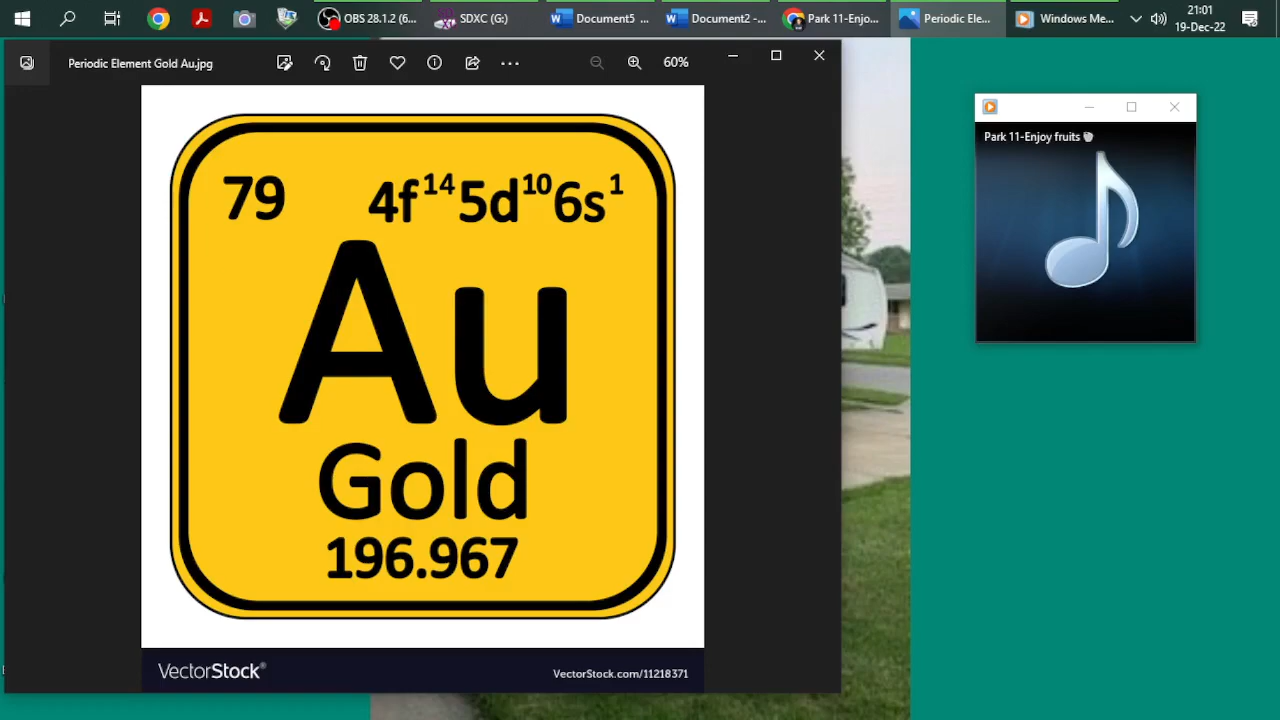 OBS 28.1.2 (6...
SDXC (G:)
Document5 ...
Document2 -...
Park 11-Enjo...
Periodic Ele...
Windows Me...
21:01
19-Dec-22
Periodic Element Gold Au.jpg
60%
Park 11-Enjoy fruits
79
4f¹⁴5d¹⁰6s¹
Au
Gold
196.967
VectorStock®
VectorStock.com/11218371